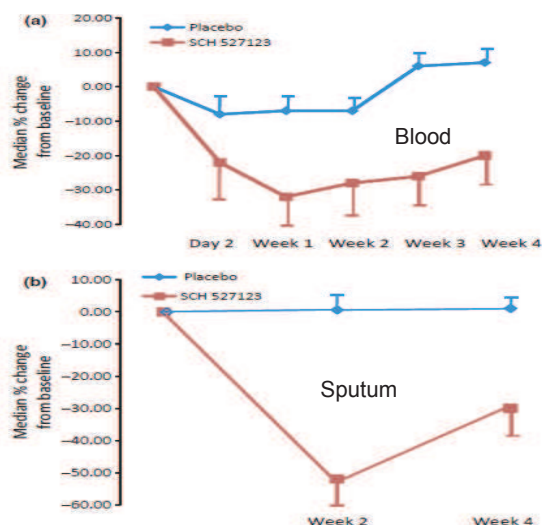 (a)
20.00
10.00
0.00
−10.00
−20.00
−30.00
−40.00
Median % change
from baseline
Placebo
SCH 527123
Blood
Day 2 Week 1 Week 2 Week 3 Week 4
(b)
10.00
0.00
−10.00
−20.00
−30.00
−40.00
−50.00
−60.00
Median % change
from baseline
Placebo
SCH 527123
Sputum
Week 2 Week 4